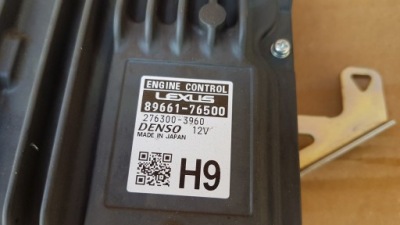 ENGINE CONTROL
LEXUS
89661-76500
276300-3960
DENSO 12V
MADE IN JAPAN
H9